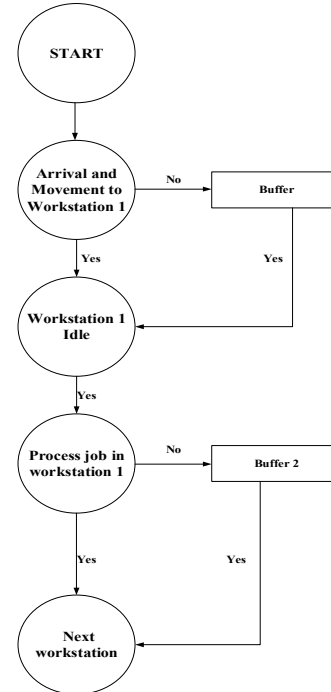 START
Arrival and
Movement to
Workstation 1
No
Buffer
Yes
Yes
Workstation 1
Idle
Yes
Process job in
workstation 1
No
Buffer 2
Yes
Yes
Next
workstation